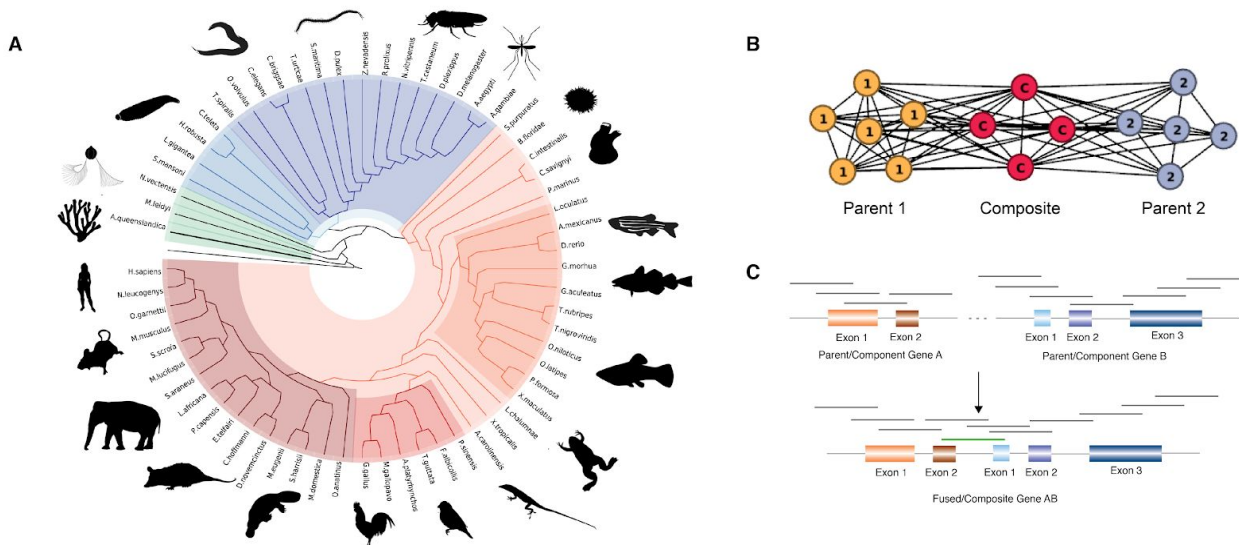 A
T.spiralis
O.volvulus
C.elegans
C.briggsae
T.urticae
S.maritima
D.pulex
Z.nevadensis
R.prolixus
N.vitripennis
T.castaneum
D.plexippus
D.melanogaster
A.aegypti
A.gambiae
S.purpuratus
B.floridae
C.intestinalis
C.savignyi
P.marinus
L.oculatus
A.mexicanus
D.rerio
G.morhua
G.aculeatus
T.rubripes
T.nigrovindis
O.niloticus
O.latipes
P.formosa
X.maculatus
L.chalumnae
X.tropicalis
A.carolinensis
P.sinensis
F.albicollis
T.guttata
A.platyrhynchos
M.gallopavo
G.gallus
O.anatinus
M.domestica
S.harrisii
M.eugenii
D.novemcinctus
C.hoffmanni
E.telfairi
P.capensis
L.africana
S.araneus
M.lucifugus
S.scrofa
M.musculus
O.garnettii
N.leucogenys
H.sapiens
A.queenslandica
M.leidyi
N.vectensis
S.mansoni
L.gigantea
H.robusta
C.teleta
B
1
1
1
1
1
1
C
C
C
C
2
2
2
2
2
Parent 1
Composite
Parent 2
C
Exon 1
Exon 2
Parent/Component Gene A
Exon 1
Exon 2
Exon 3
Parent/Component Gene B
Exon 1
Exon 2
Exon 1
Exon 2
Exon 3
Fused/Composite Gene AB